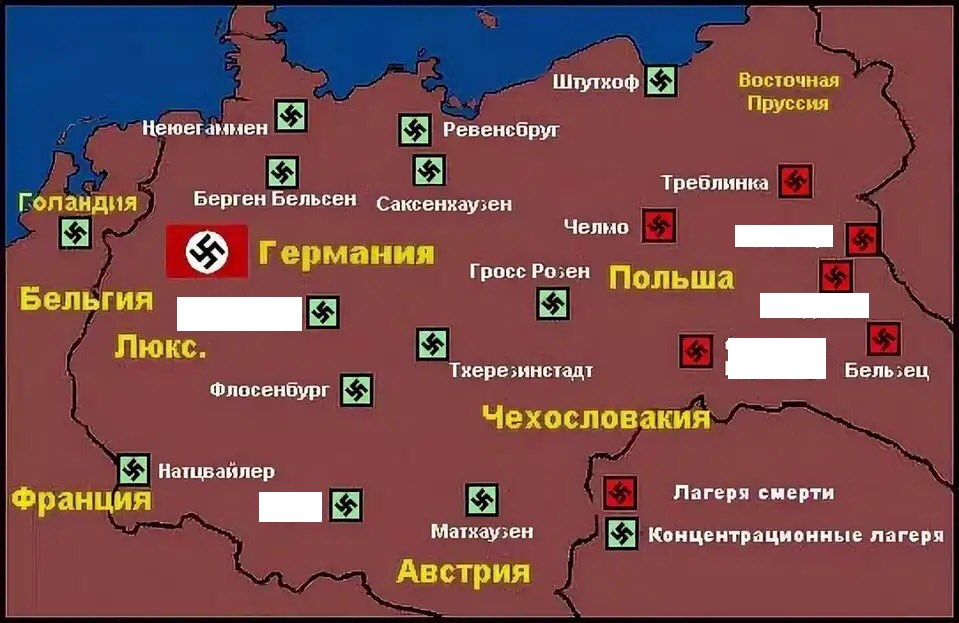 Штутхоф
Восточная
Пруссия
Неюегаммен
Ревенсбруг
Треблинка
Берген Бельсен
Саксенхаузен
Голандия
Челмо
Германия
Гросс Розен
Польша
Бельгия
Люкс.
Тхерезинстадт
Бельзец
Флосенбург
Чехословакия
Натцвайлер
Франция
Лагеря смерти
Матхаузен
Концентрационные лагеря
Австрия